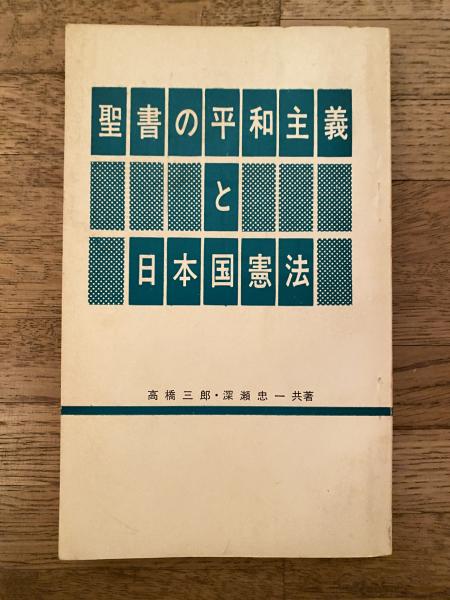 聖書の平和主義
と
日本国憲法
高橋三郎・深瀬忠一共著